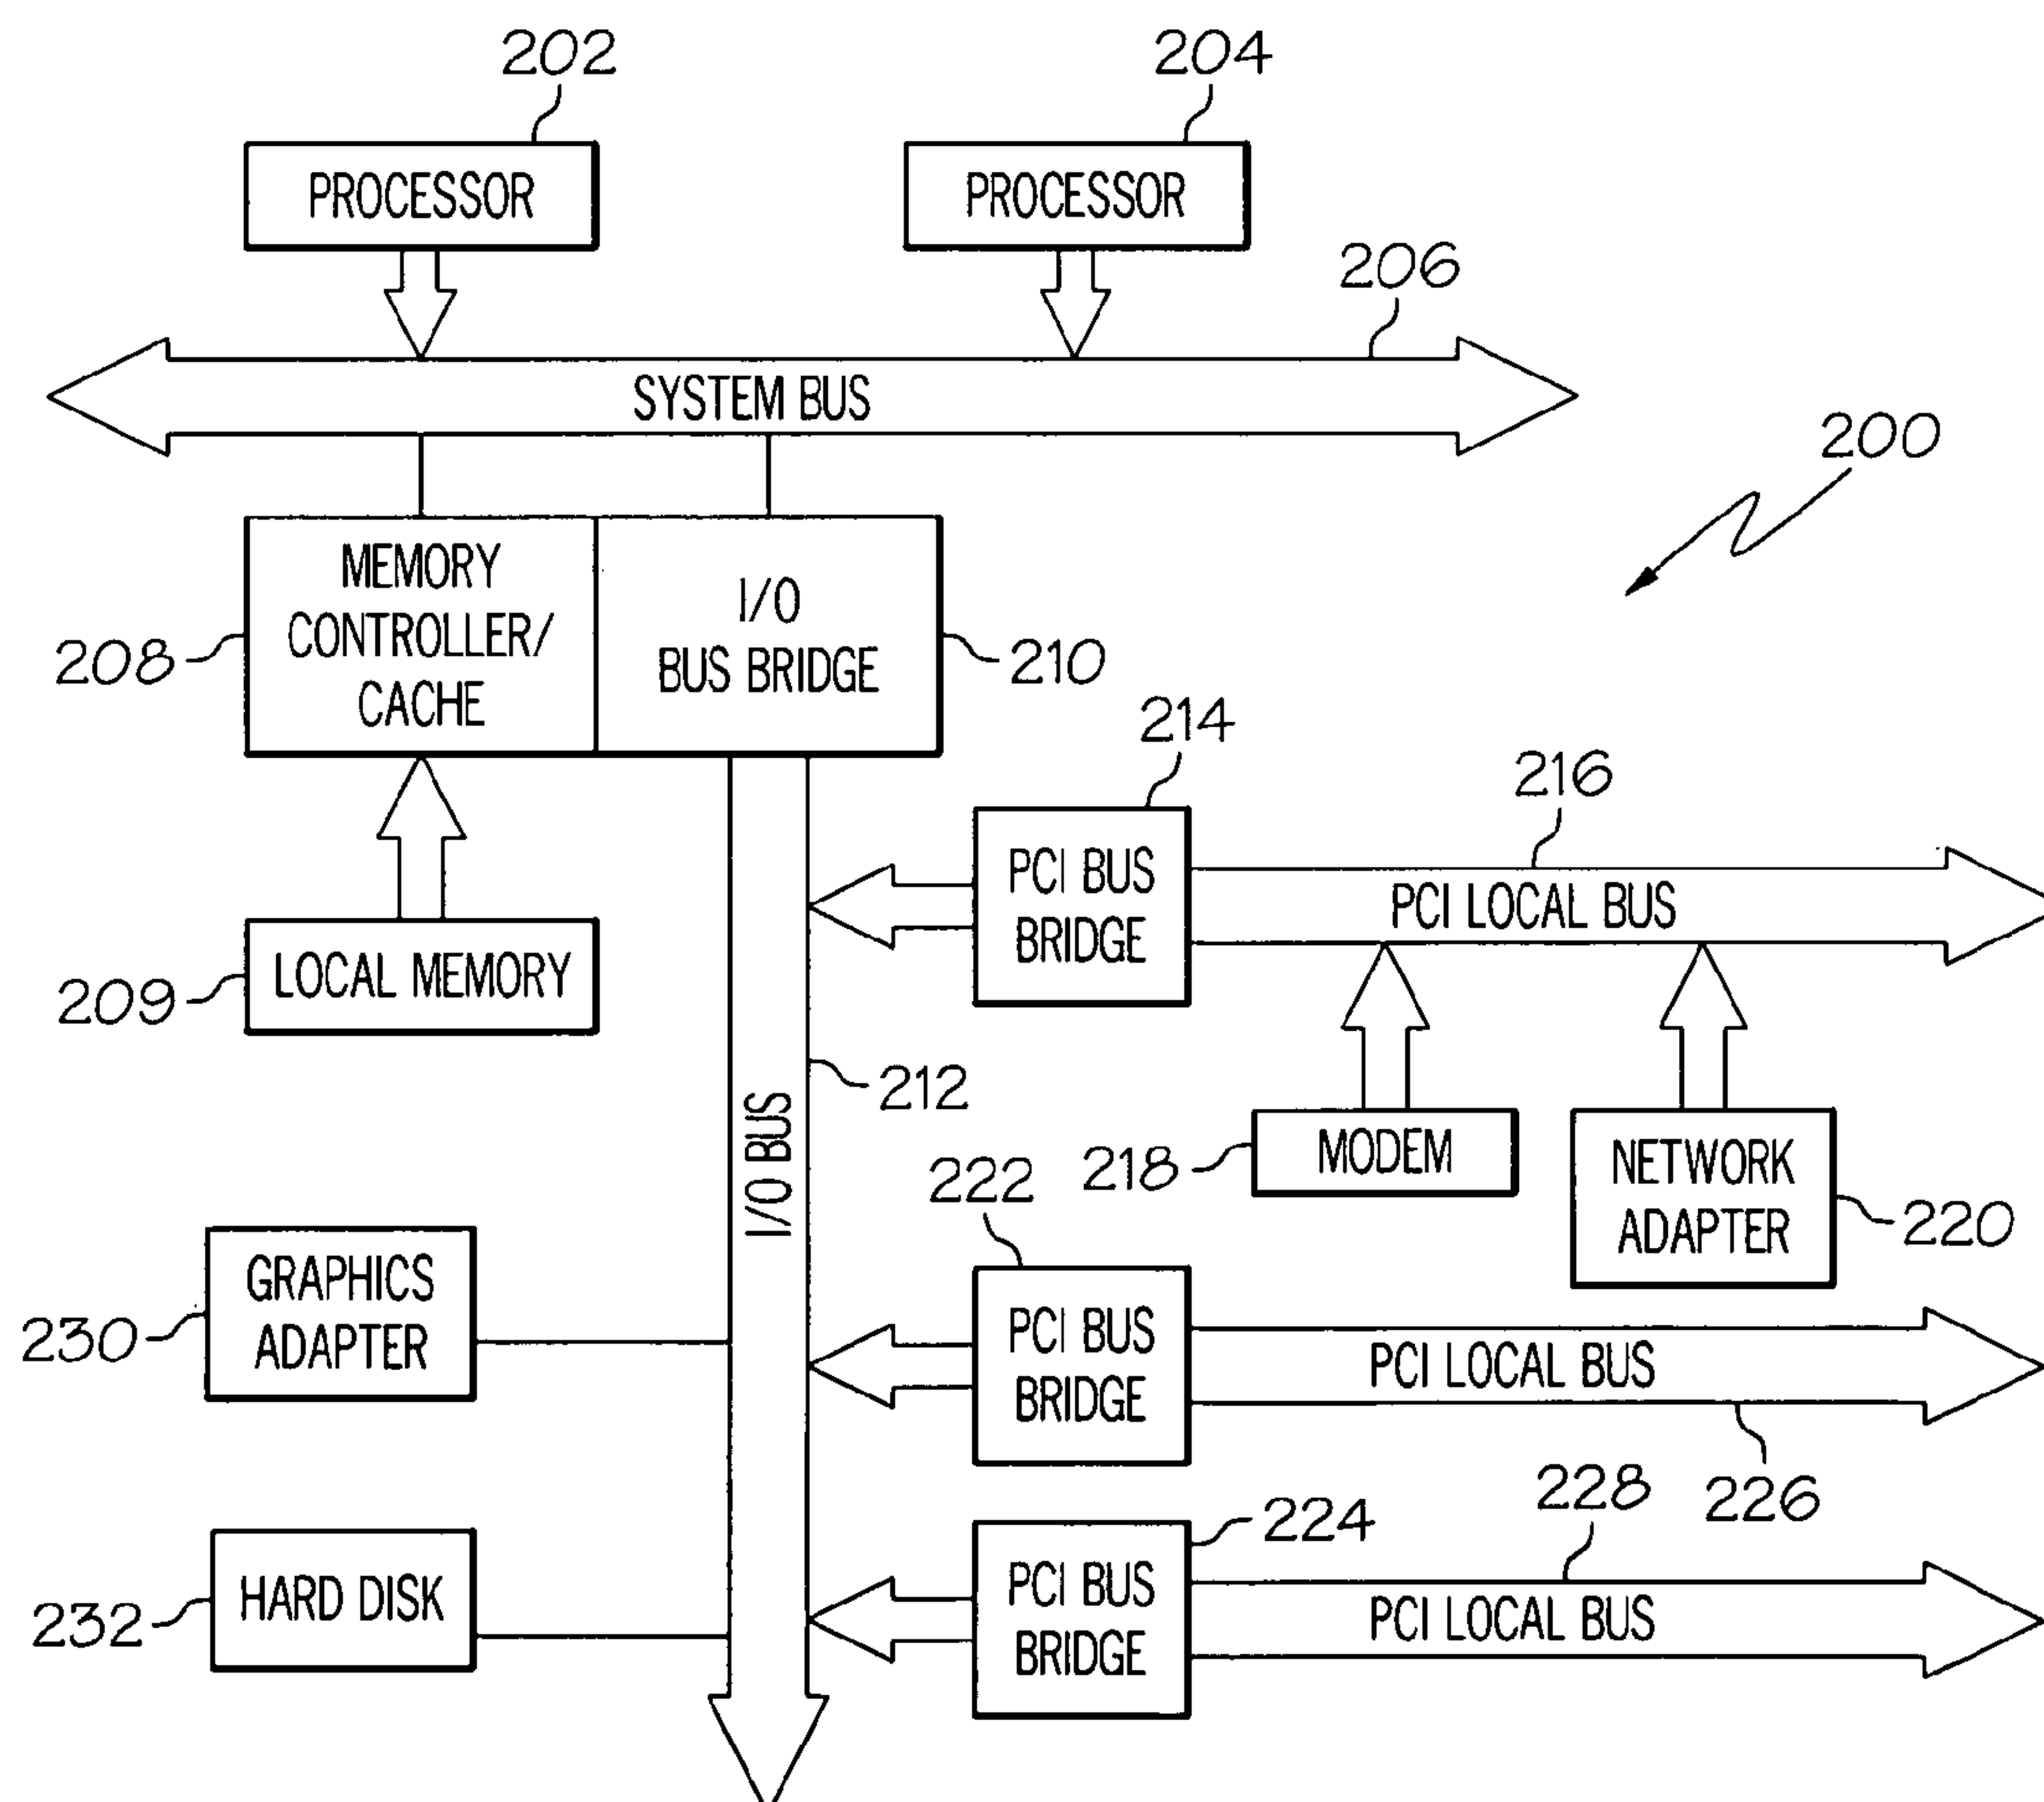 202
204
PROCESSOR
PROCESSOR
206
SYSTEM BUS
200
MEMORY
CONTROLLER/
CACHE
I/O
BUS BRIDGE
208
210
214
216
PCI BUS
BRIDGE
PCI LOCAL BUS
LOCAL MEMORY
209
212
I/O BUS
218
MODEM
NETWORK
ADAPTER
220
222
GRAPHICS
ADAPTER
230
PCI BUS
BRIDGE
PCI LOCAL BUS
226
228
224
HARD DISK
232
PCI BUS
BRIDGE
PCI LOCAL BUS